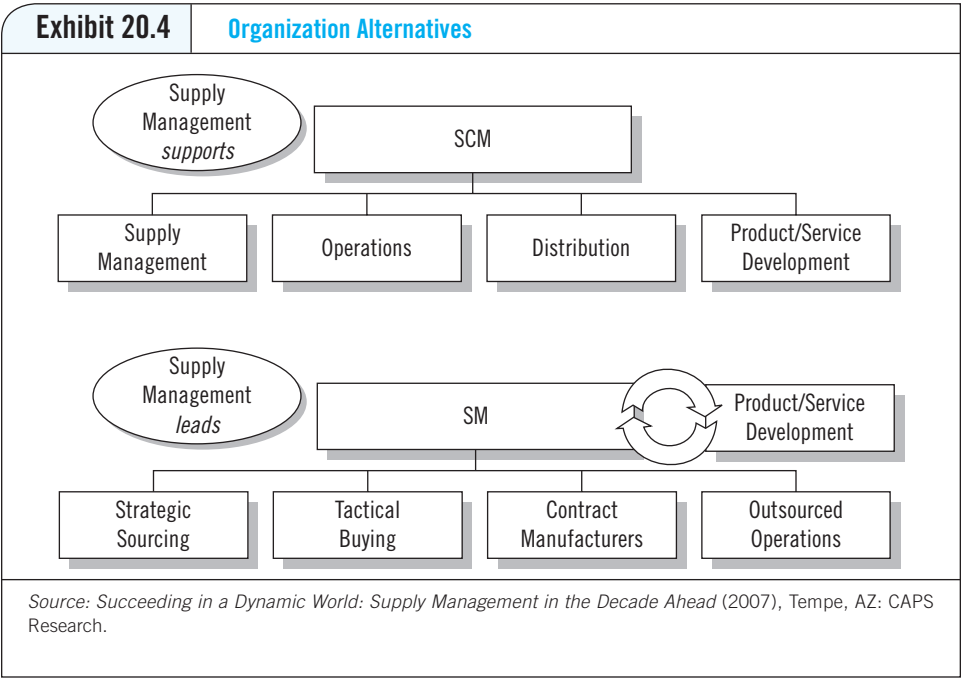 Exhibit 20.4
Organization Alternatives
Supply
Management
supports
SCM
Supply
Management
Operations
Distribution
Product/Service
Development
Supply
Management
leads
SM
Product/Service
Development
Strategic
Sourcing
Tactical
Buying
Contract
Manufacturers
Outsourced
Operations
Source: Succeeding in a Dynamic World: Supply Management in the Decade Ahead (2007), Tempe, AZ: CAPS
Research.